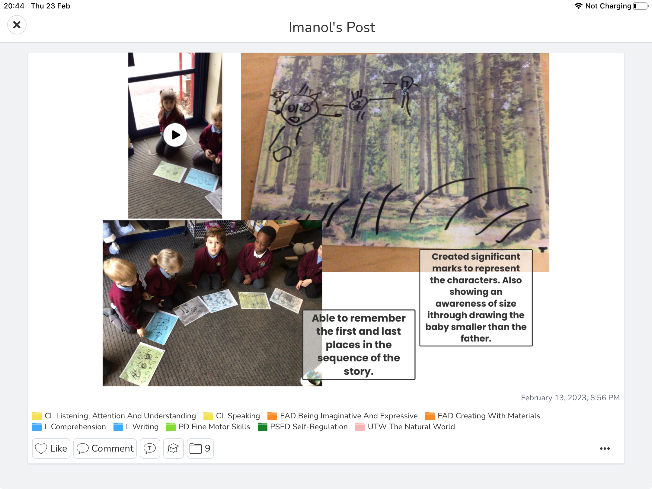 20:44 Thu 23 Feb
Not Charging
Imanol's Post
Created significant
marks to represent
the characters. Also
showing an
awareness of size
ithrough drawing the
baby smaller than the
father.
Able to remember
the first and last
places in the
sequence of the
story.
February 13, 2023, 8:56 PM
CL Listening, Attention And Understanding
CL Speaking
EAD Being Imaginative And Expressive
EAD Creating With Materials
L Comprehension
L Writing
PD Fine Motor Skills
PSED Self-Regulation
UTW The Natural World
Like
Comment
9